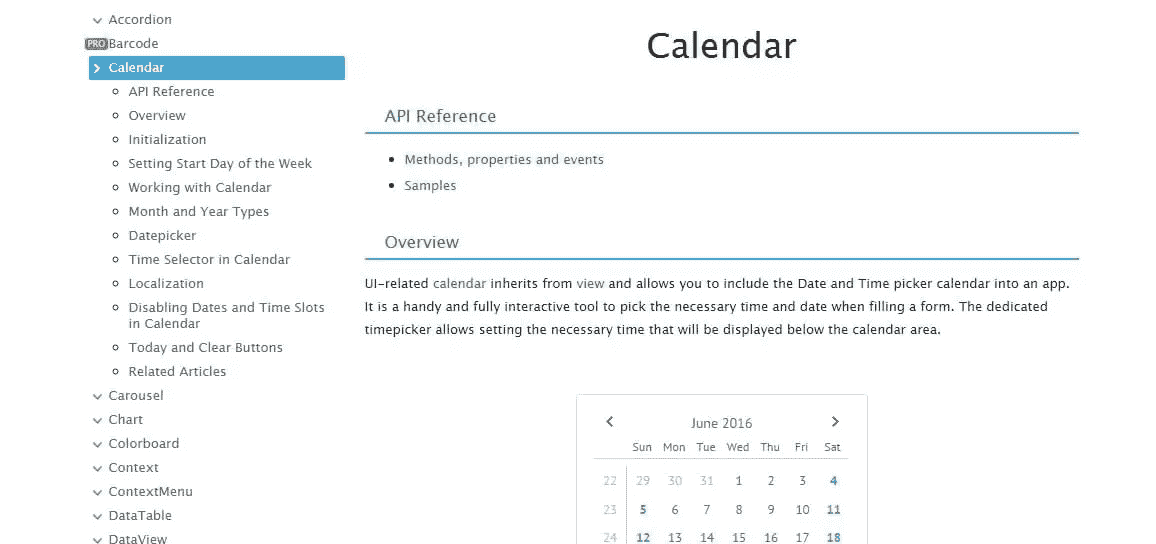 Accordion
PRO Barcode
Calendar
API Reference
Overview
Initialization
Setting Start Day of the Week
Working with Calendar
Month and Year Types
Datepicker
Time Selector in Calendar
Localization
Disabling Dates and Time Slots
in Calendar
Today and Clear Buttons
Related Articles
Carousel
Chart
Colorboard
Context
ContextMenu
DataTable
DataView
Calendar
API Reference
Methods, properties and events
Samples
Overview
UI-related calendar inherits from view and allows you to include the Date and Time picker calendar into an app.
It is a handy and fully interactive tool to pick the necessary time and date when filling a form. The dedicated
timepicker allows setting the necessary time that will be displayed below the calendar area.
June 2016
Sun Mon Tue Wed Thu Fri Sat
22 29 30 31 1 2 3 4
23 5 6 7 8 9 10 11
24 12 13 14 15 16 17 18